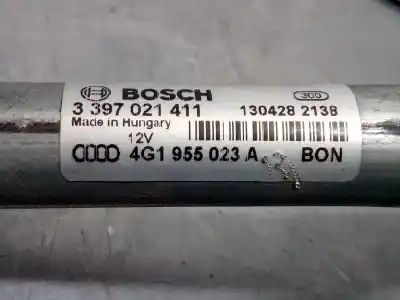 BOSCH 300
3 397 021 411 130428 2138
Made in Hungary
12V
4G1 955 023 A BON